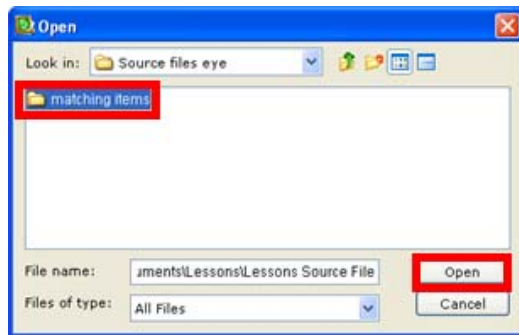 Open
Look in: Source files eye
matching items
File name: uments\Lessons\Lessons Source File Open
Files of type: All Files Cancel